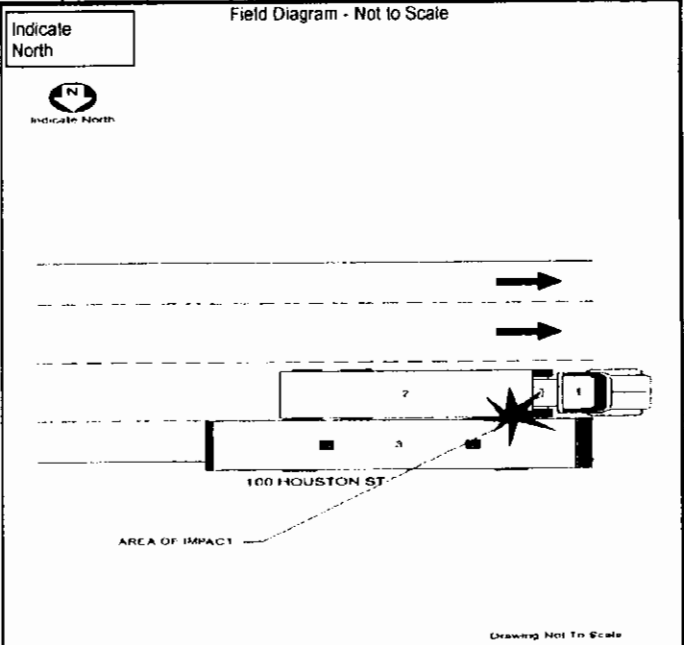 Field Diagram - Not to Scale
Indicate
North
N
Indicate North
2
1
3
100 HOUSTON ST
AREA OF IMPACT
Drawing Not To Scale